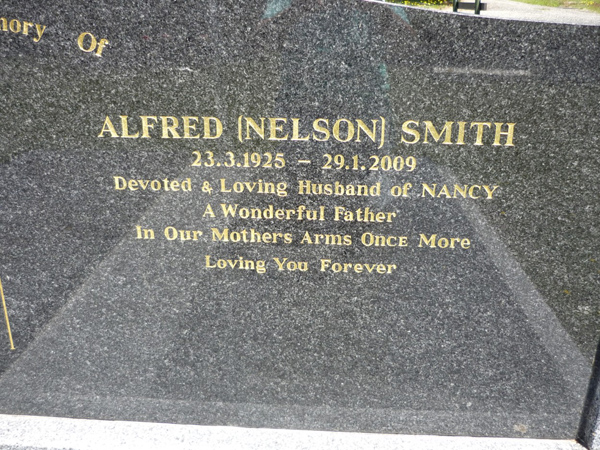 Of
ALFRED (NELSON) SMITH
23.3.1925 – 29.1.2009
Devoted & Loving Husband of NANCY
A Wonderful Father
In Our Mothers Arms Once More
Loving You Forever